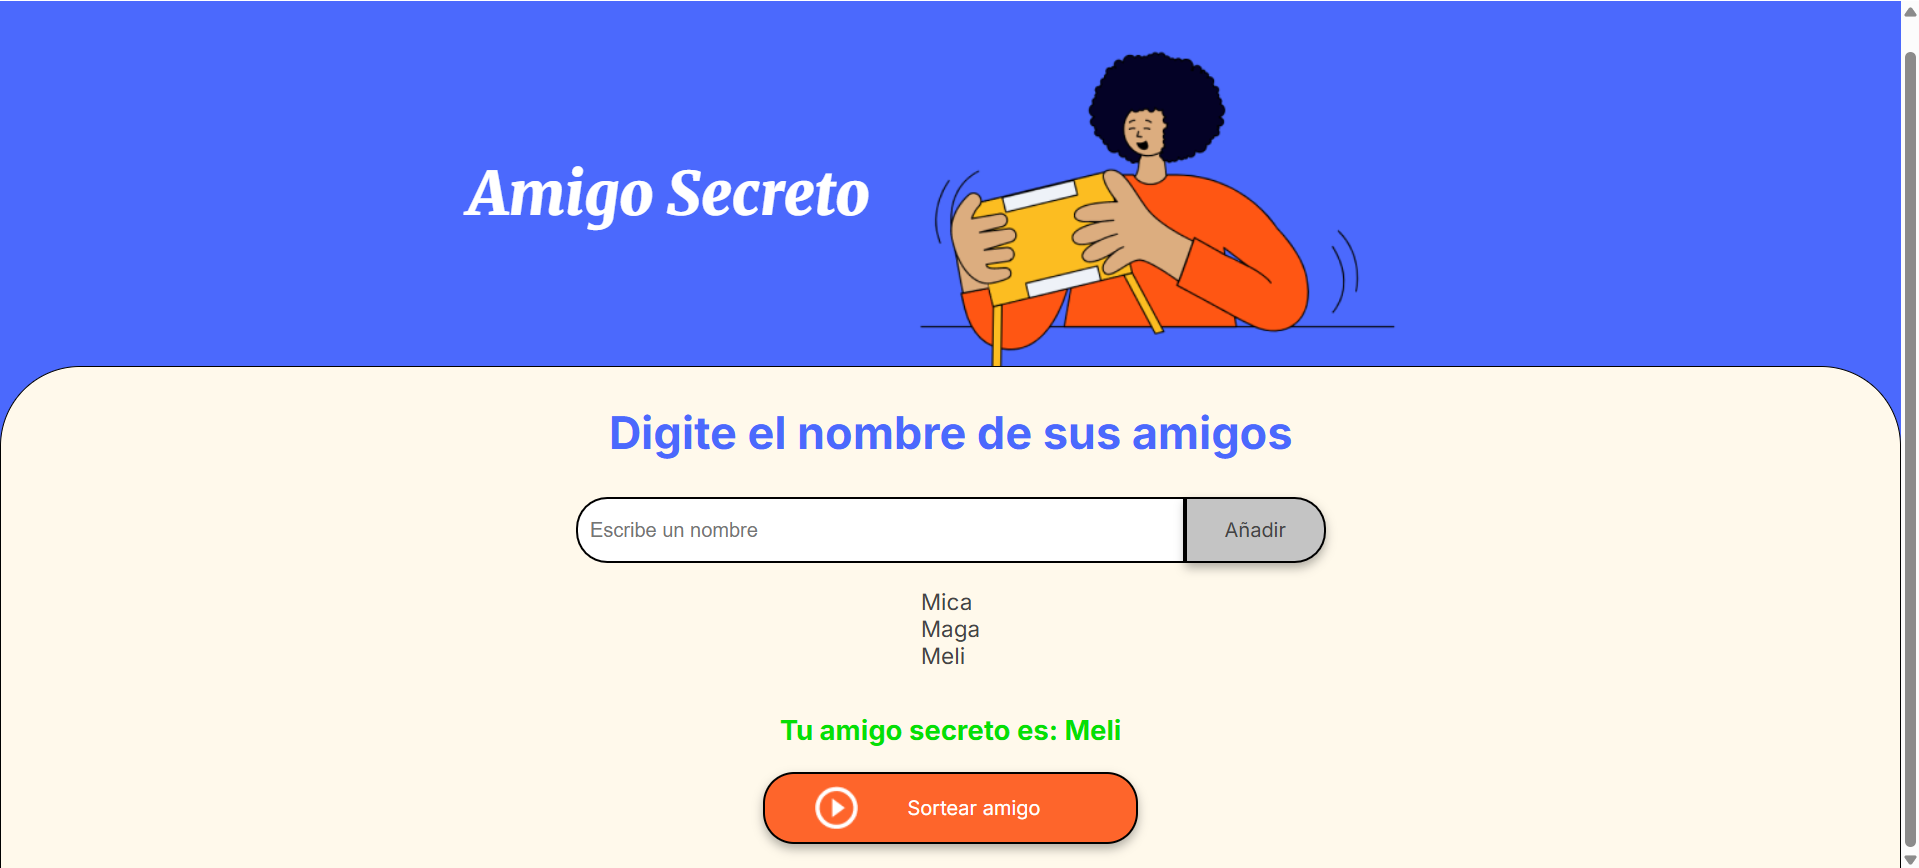 Amigo Secreto
Digite el nombre de sus amigos
Escribe un nombre
Añadir
Mica
Maga
Meli
Tu amigo secreto es: Meli
Sortear amigo